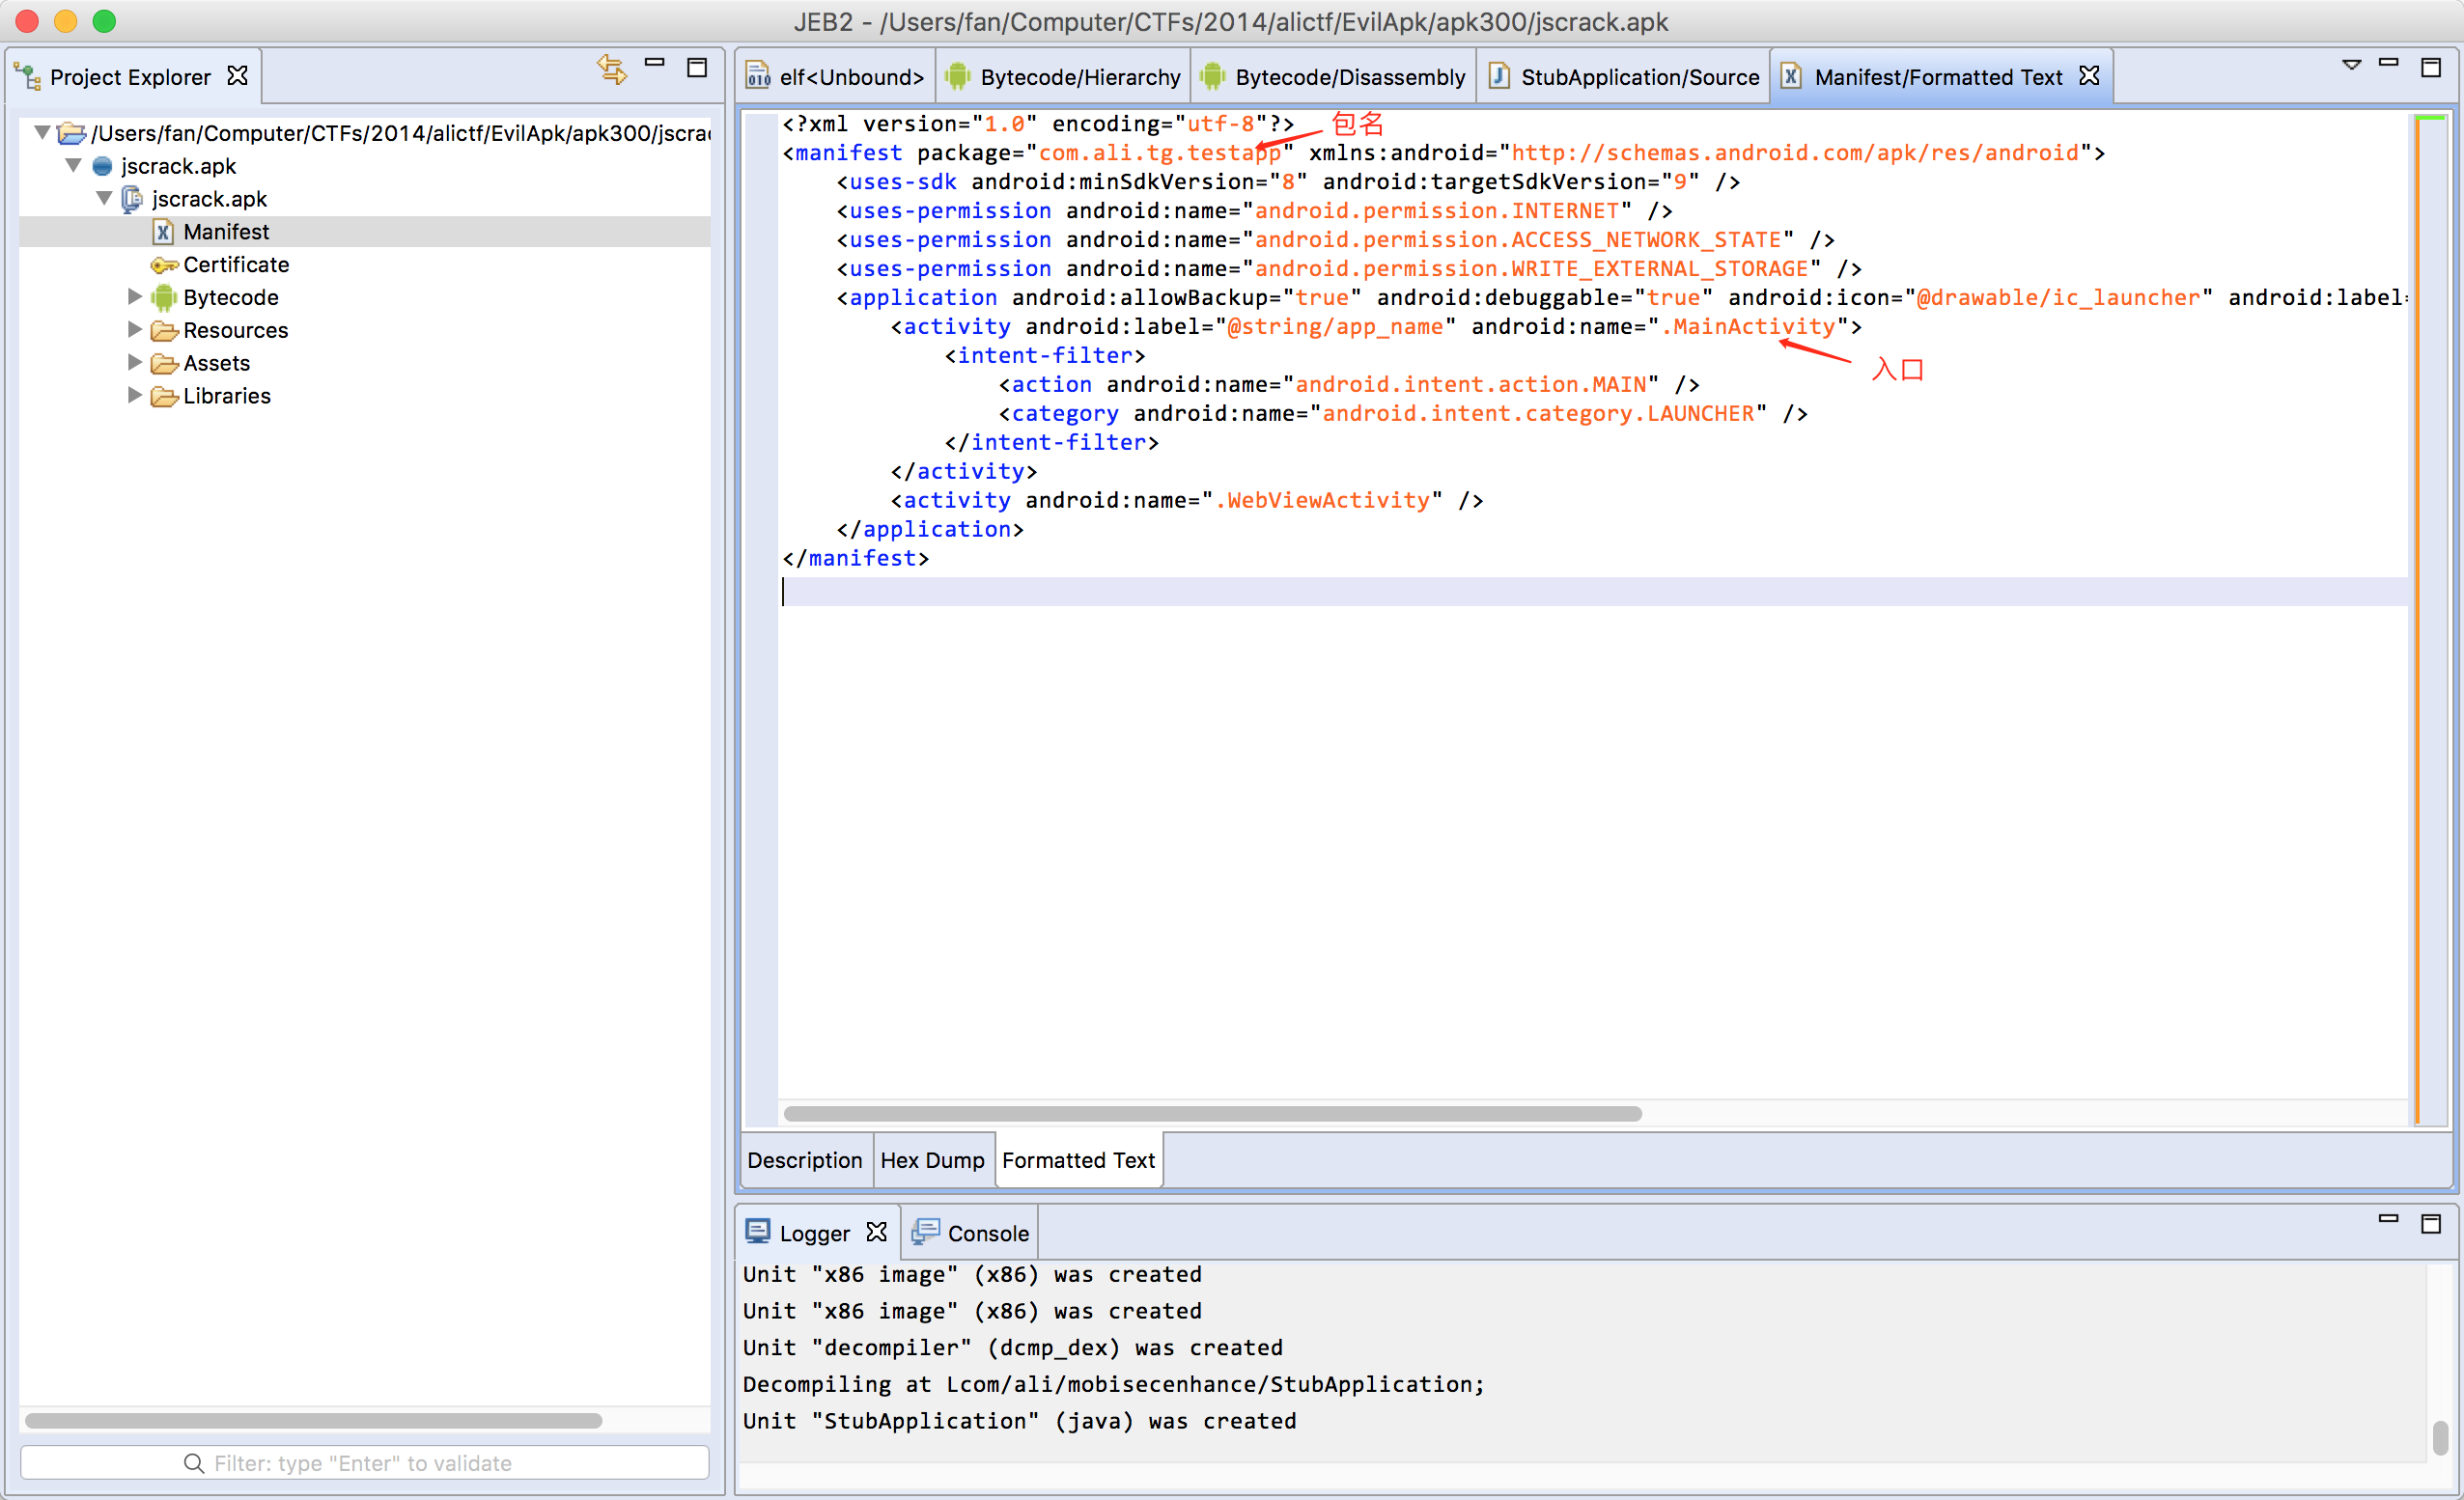 JEB2 - /Users/fan/Computer/CTFs/2014/alictf/EvilApk/apk300/jscrack.apk
Project Explorer
/Users/fan/Computer/CTFs/2014/alictf/EvilApk/apk300/jscra
jscrack.apk
jscrack.apk
Manifest
Certificate
Bytecode
Resources
Assets
Libraries
Filter: type "Enter" to validate
elf<Unbound> Bytecode/Hierarchy Bytecode/Disassembly StubApplication/Source Manifest/Formatted Text
<?xml version="1.0" encoding="utf-8"?> 包名
<manifest package="com.ali.tg.testapp" xmlns:android="http://schemas.android.com/apk/res/android">
<uses-sdk android:minSdkVersion="8" android:targetSdkVersion="9" />
<uses-permission android:name="android.permission.INTERNET" />
<uses-permission android:name="android.permission.ACCESS_NETWORK_STATE" />
<uses-permission android:name="android.permission.WRITE_EXTERNAL_STORAGE" />
<application android:allowBackup="true" android:debuggable="true" android:icon="@drawable/ic_launcher" android:label=
<activity android:label="@string/app_name" android:name=".MainActivity">
<intent-filter>
入口
<action android:name="android.intent.action.MAIN" />
<category android:name="android.intent.category.LAUNCHER" />
</intent-filter>
</activity>
<activity android:name=".WebViewActivity" />
</application>
</manifest>
Description Hex Dump Formatted Text
Logger Console
Unit "x86 image" (x86) was created
Unit "x86 image" (x86) was created
Unit "decompiler" (dcmp_dex) was created
Decompiling at Lcom/ali/mobisecenhance/StubApplication;
Unit "StubApplication" (java) was created